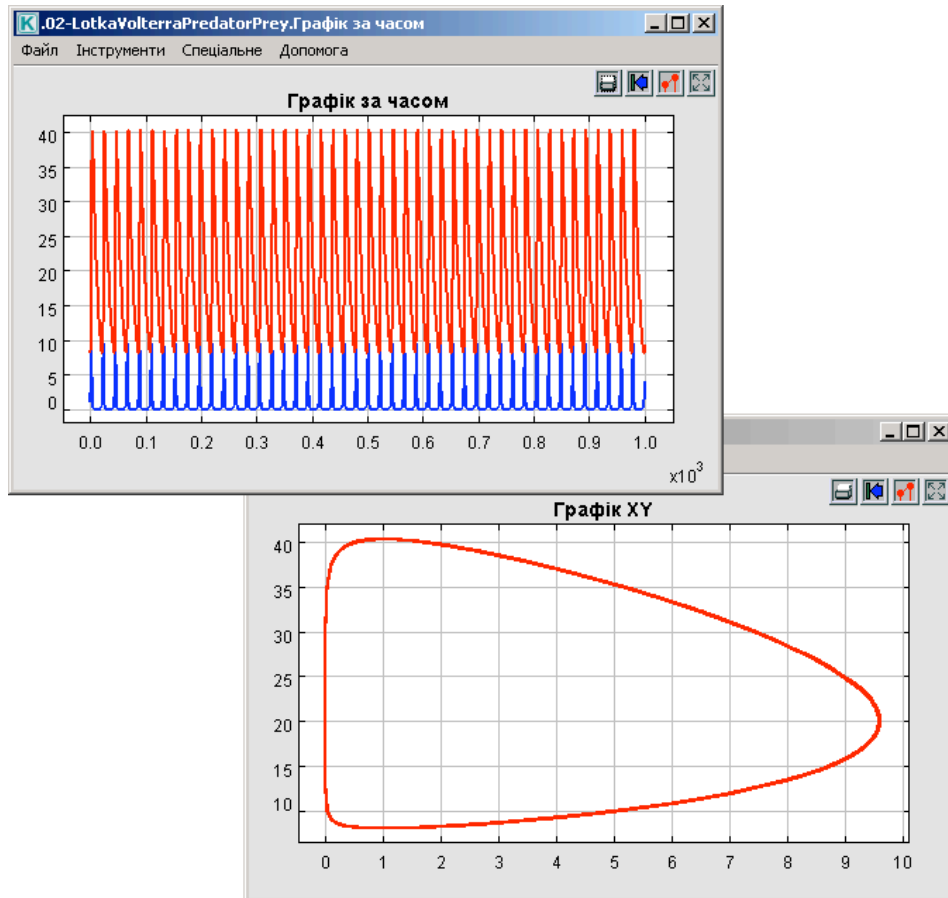 K .02-LotkaVolterraPredatorPrey.Графік за часом
Файл Інструменти Спеціальне Допомога
Графік за часом
40
35
30
25
20
15
10
5
0
0.0 0.1 0.2 0.3 0.4 0.5 0.6 0.7 0.8 0.9 1.0
x10³
Графік XY
40
35
30
25
20
15
10
0 1 2 3 4 5 6 7 8 9 10